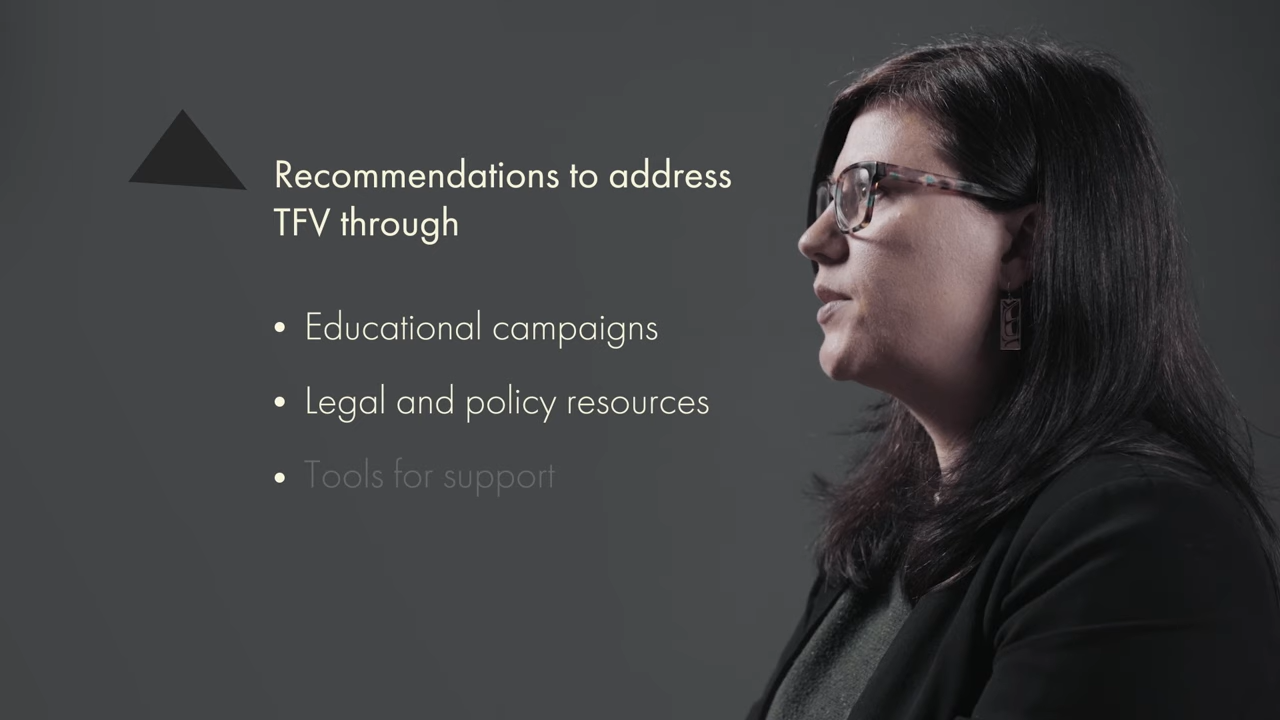 Recommendations to address
TFV through
• Educational campaigns
• Legal and policy resources
• Tools for support